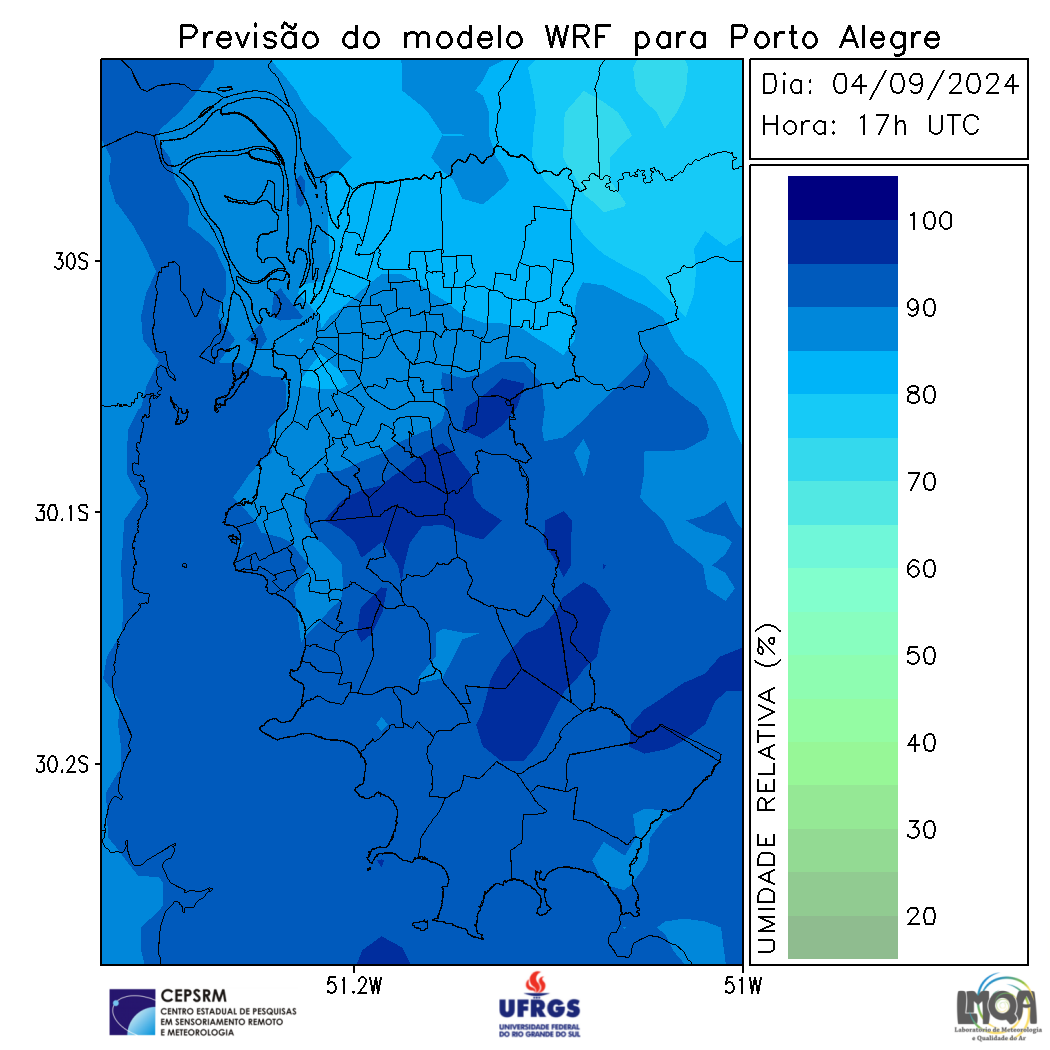 Previsão do modelo WRF para Porto Alegre
Dia: 04/09/2024
Hora: 17h UTC
30S
30.1S
30.2S
51.2W
51W
UMIDADE RELATIVA (%)
100
90
80
70
60
50
40
30
20
CEPSRM
CENTRO ESTADUAL DE PESQUISAS
EM SENSORIAMENTO REMOTO
E METEOROLOGIA
UFRGS
UNIVERSIDADE FEDERAL
DO RIO GRANDE DO SUL
LMQA
Laboratório de Meteorologia
e Qualidade do Ar